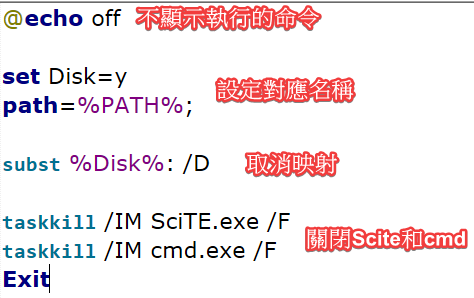 @echo off 不顯示執行的命令
set Disk=y
設定對應名稱
path=%PATH%;
subst %Disk%: /D 取消映射
taskkill /IM SciTE.exe /F
關閉Scite和cmd
taskkill /IM cmd.exe /F
Exit